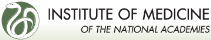 INSTITUTE OF MEDICINE
OF THE NATIONAL ACADEMIES